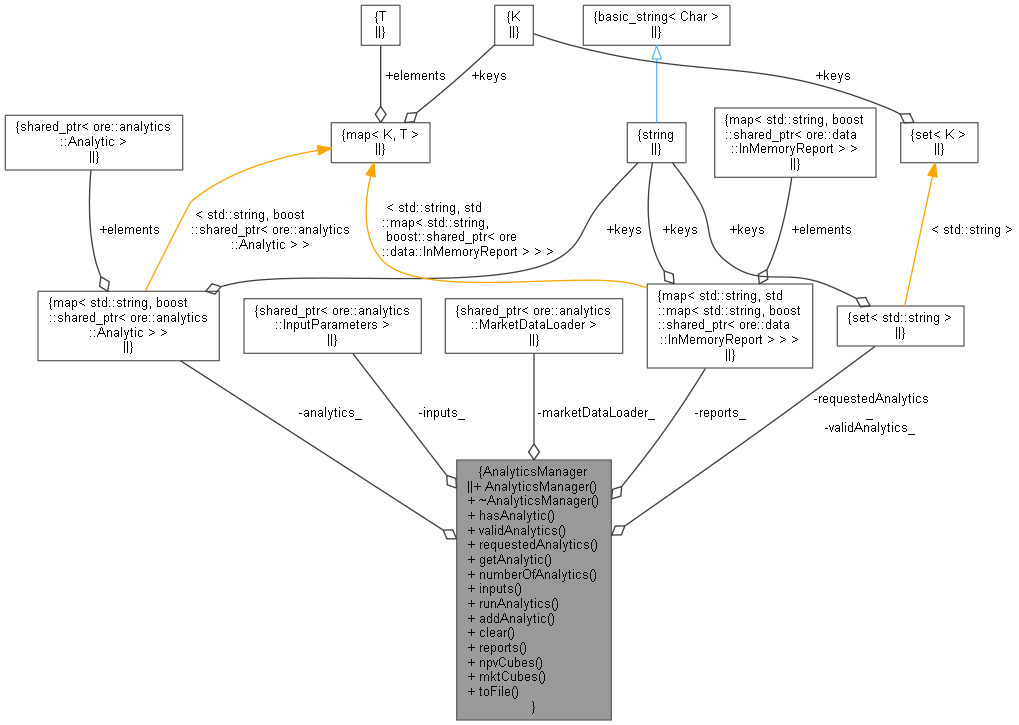 {T
||}
{K
||}
{basic_string< Char >
||}
+elements
+keys
+keys
{shared_ptr< ore::analytics
::Analytic >
||}
{map< K, T >
||}
{string
||}
{map< std::string, boost
::shared_ptr< ore::data
::InMemoryReport > >
||}
{set< K >
||}
+elements
< std::string, boost
::shared_ptr< ore::analytics
::Analytic > >
< std::string, std
::map< std::string,
boost::shared_ptr< ore
::data::InMemoryReport > > >
+keys
+keys
+keys
+elements
< std::string >
{map< std::string, boost
::shared_ptr< ore::analytics
::Analytic > >
||}
{shared_ptr< ore::analytics
::InputParameters >
||}
{shared_ptr< ore::analytics
::MarketDataLoader >
||}
{map< std::string, std
::map< std::string, boost
::shared_ptr< ore::data
::InMemoryReport > > >
||}
{set< std::string >
||}
-analytics_
-inputs_
-marketDataLoader_
-reports_
-requestedAnalytics
_
-validAnalytics_
{AnalyticsManager
||+ AnalyticsManager()
+ ~AnalyticsManager()
+ hasAnalytic()
+ validAnalytics()
+ requestedAnalytics()
+ getAnalytic()
+ numberOfAnalytics()
+ inputs()
+ runAnalytics()
+ addAnalytic()
+ clear()
+ reports()
+ npvCubes()
+ mktCubes()
+ toFile()
}